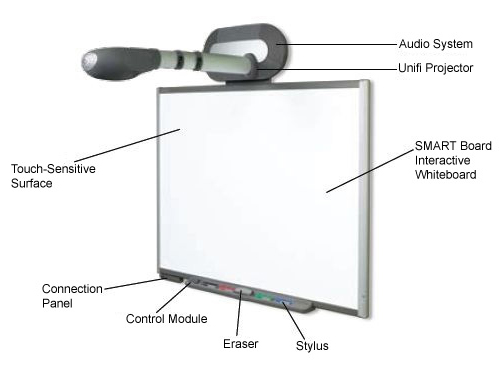 Audio System
Unifi Projector
Touch-Sensitive
Surface
SMART Board
Interactive
Whiteboard
Connection
Panel
Control Module
Eraser
Stylus